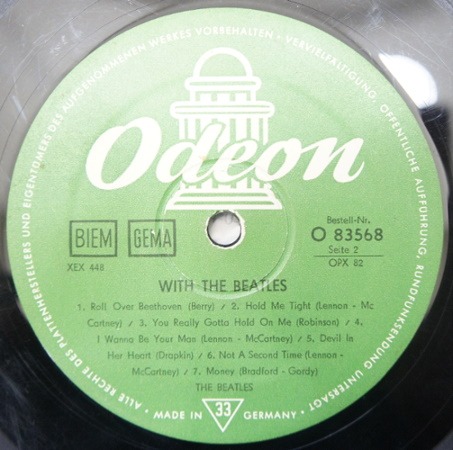 ALLE RECHTE DES PLATTENHERSTELLERS UND EIGENTÜMERS DES AUFGENOMMENEN WERKES VORBEHALTEN • VERVIELFÄLTIGUNG, ÖFFENTLICHE AUFFÜHRUNG, RUNDFUNKSENDUNG UNTERSAGT •
Odeon
BIEM GEMA
XEX 448
Bestell-Nr.
O 83568
Seite 2
OPX 82
WITH THE BEATLES
1. Roll Over Beethoven (Berry) / 2. Hold Me Tight (Lennon - Mc
Cartney) / 3. You Really Gotta Hold On Me (Robinson) / 4.
I Wanna Be Your Man (Lennon - McCartney) / 5. Devil In
Her Heart (Drapkin) / 6. Not A Second Time (Lennon -
McCartney) / 7. Money (Bradford - Gordy)
THE BEATLES
MADE IN 33 GERMANY